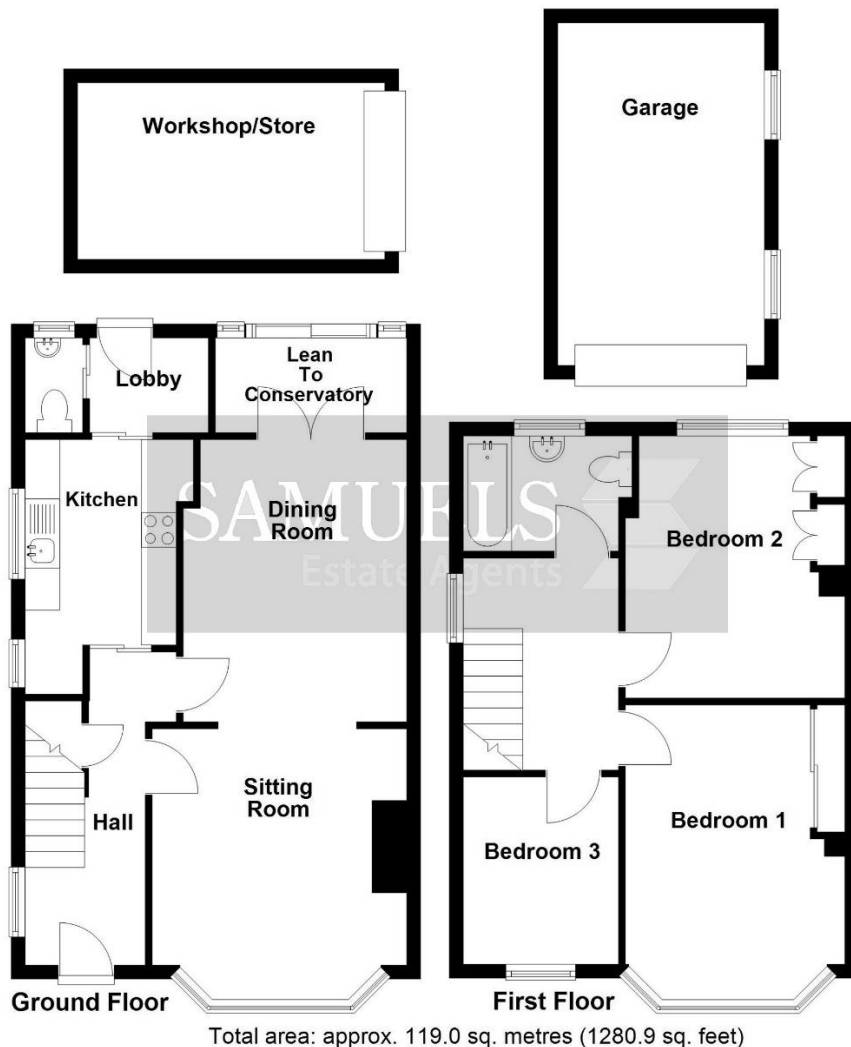 Workshop/Store
Garage
Lobby
Lean
To
Conservatory
Kitchen
Dining
Room
Sitting
Room
Hall
Ground Floor
Bedroom 2
Bedroom 1
Bedroom 3
First Floor
SAMUELS
Estate Agents
Total area: approx. 119.0 sq. metres (1280.9 sq. feet)